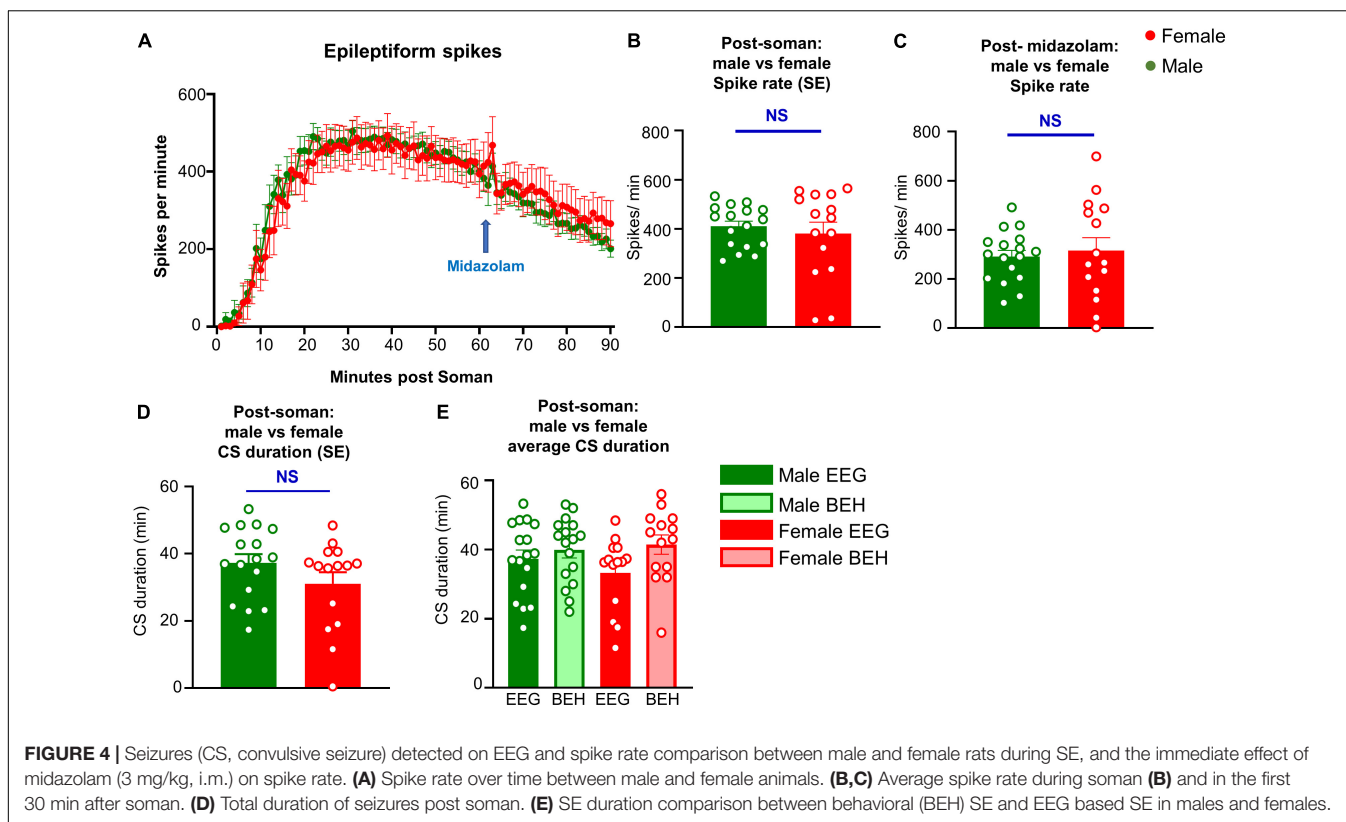 A
Epileptiform spikes
600
400
200
0
Spikes per minute
0 10 20 30 40 50 60 70 80 90
Minutes post Soman
Midazolam
B
Post-soman:
male vs female
Spike rate (SE)
NS
800
600
400
200
0
Spikes/ min
C
Post- midazolam:
male vs female
Spike rate
NS
800
600
400
200
0
Spikes/ min
Female
Male
D
Post-soman:
male vs female
CS duration (SE)
NS
60
40
20
0
CS duration (min)
E
Post-soman:
male vs female
average CS duration
60
40
20
0
CS duration (min)
EEG BEH EEG BEH
Male EEG
Male BEH
Female EEG
Female BEH
FIGURE 4 | Seizures (CS, convulsive seizure) detected on EEG and spike rate comparison between male and female rats during SE, and the immediate effect of
midazolam (3 mg/kg, i.m.) on spike rate. (A) Spike rate over time between male and female animals. (B,C) Average spike rate during soman (B) and in the first
30 min after soman. (D) Total duration of seizures post soman. (E) SE duration comparison between behavioral (BEH) SE and EEG based SE in males and females.